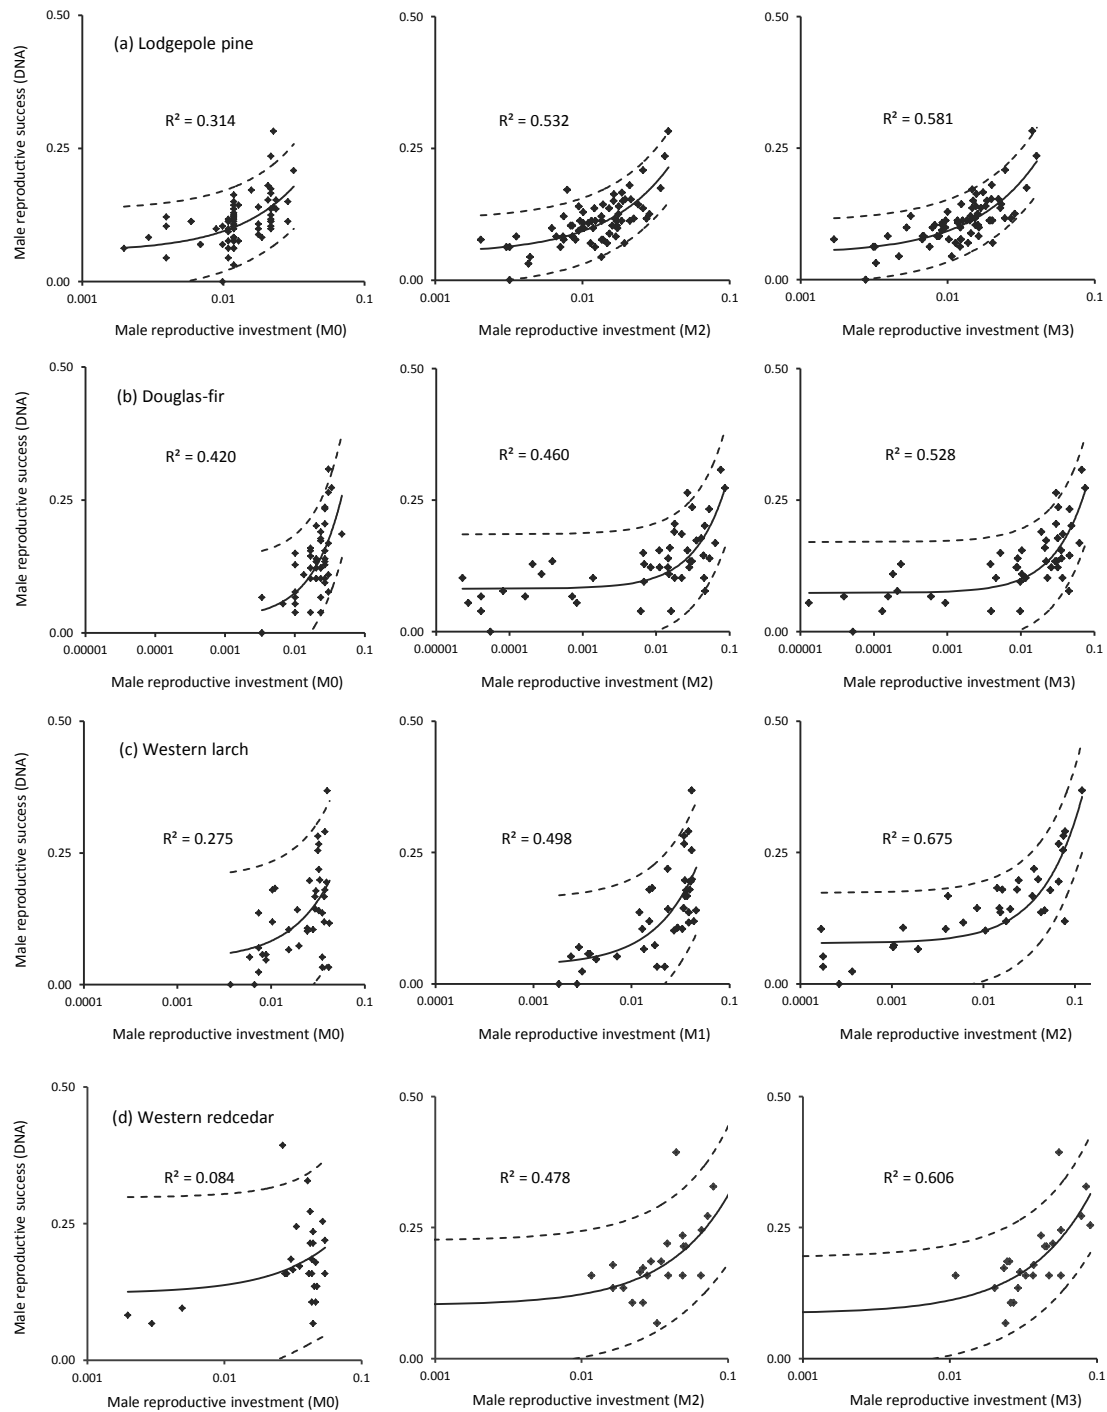 0.50
0.25
0.00
Male reproductive success (DNA)
(a) Lodgepole pine
R² = 0.314
0.001 0.01 0.1
Male reproductive investment (M0)
0.50
0.25
0.00
R² = 0.532
0.001 0.01 0.1
Male reproductive investment (M2)
0.50
0.25
0.00
R² = 0.581
0.001 0.01 0.1
Male reproductive investment (M3)
0.50
0.25
0.00
Male reproductive success (DNA)
(b) Douglas-fir
R² = 0.420
0.00001 0.0001 0.001 0.01 0.1
Male reproductive investment (M0)
0.50
0.25
0.00
R² = 0.460
0.00001 0.0001 0.001 0.01 0.1
Male reproductive investment (M2)
0.50
0.25
0.00
R² = 0.528
0.00001 0.0001 0.001 0.01 0.1
Male reproductive investment (M3)
0.50
0.25
0.00
Male reproductive success (DNA)
(c) Western larch
R² = 0.275
0.0001 0.001 0.01 0.1
Male reproductive investment (M0)
0.50
0.25
0.00
R² = 0.498
0.0001 0.001 0.01 0.1
Male reproductive investment (M1)
0.50
0.25
0.00
R² = 0.675
0.0001 0.001 0.01 0.1
Male reproductive investment (M2)
0.50
0.25
0.00
Male reproductive success (DNA)
(d) Western redcedar
R² = 0.084
0.001 0.01 0.1
Male reproductive investment (M0)
0.50
0.25
0.00
R² = 0.478
0.001 0.01 0.1
Male reproductive investment (M2)
0.50
0.25
0.00
R² = 0.606
0.001 0.01 0.1
Male reproductive investment (M3)